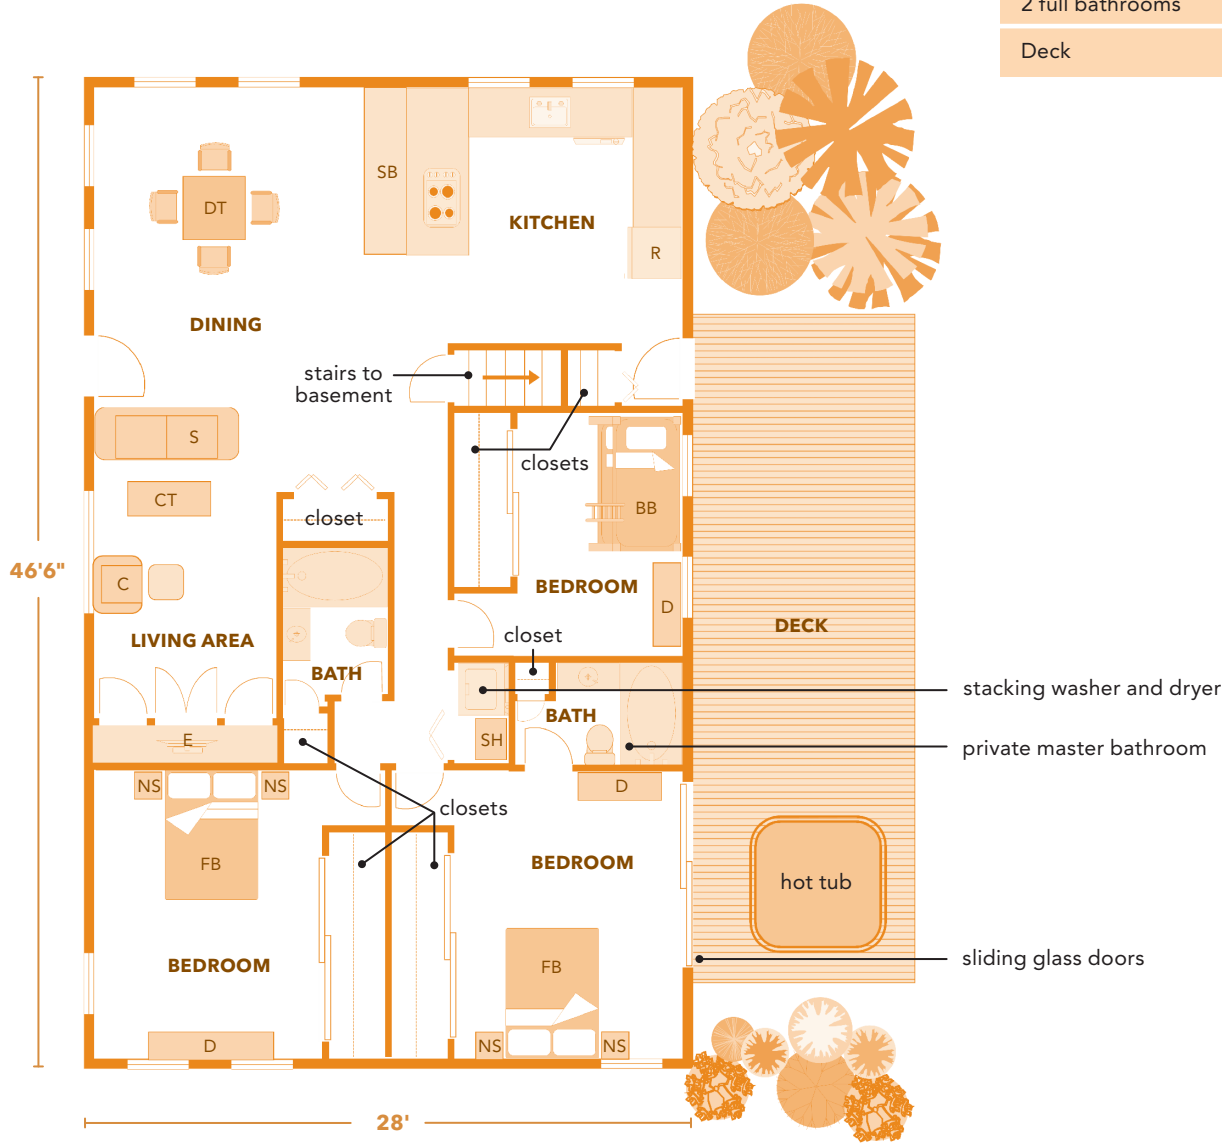 2 full bathrooms
Deck
SB
DT
KITCHEN
R
DINING
stairs to
basement
S
closets
CT
closet
BB
46'6"
C
BEDROOM
D
LIVING AREA
DECK
closet
BATH
stacking washer and dryer
BATH
E
SH
private master bathroom
NS
NS
D
closets
FB
BEDROOM
hot tub
BEDROOM
FB
sliding glass doors
D
NS
NS
28'